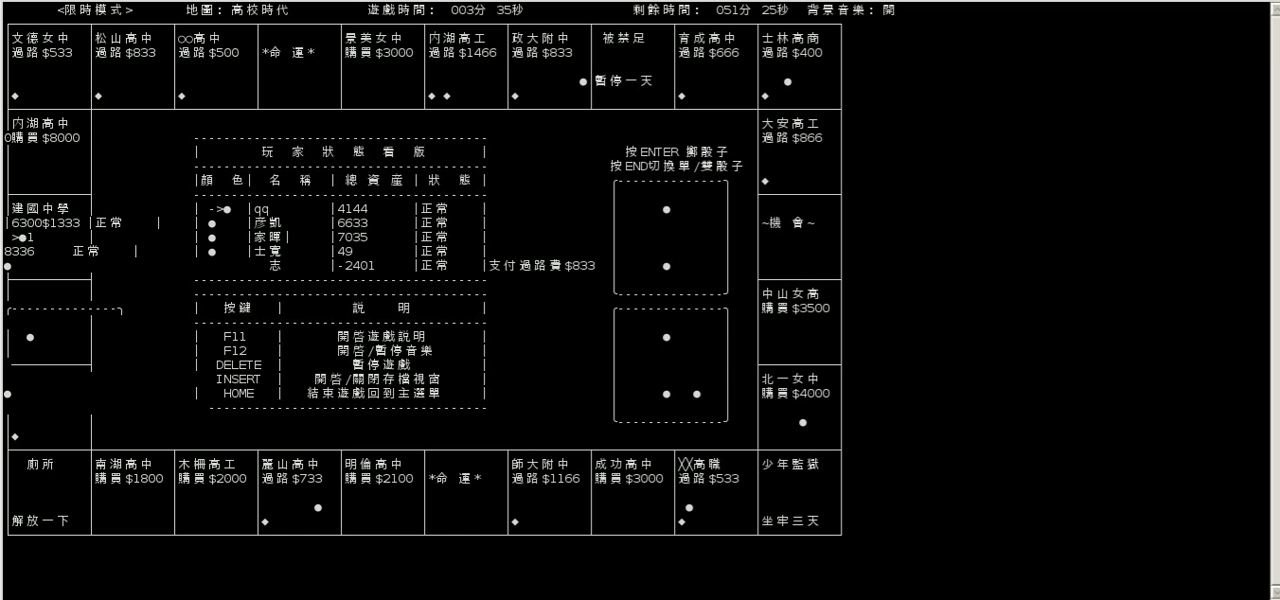 <限時模式> 地圖：高校時代 遊戲時間： 003分 35秒 剩餘時間： 051分 25秒 背景音樂：開
文德女中 松山高中 ○○高中 景美女中 內湖高工 政大附中 被禁足 育成高中 士林高商
過路$533 過路$833 過路$500 *命 運* 購買$3000 過路$1466 過路$833 過路$666 過路$400
暫停一天
內湖高中 大安高工
0購買$8000 過路$866
玩 家 狀 態 看 版 按ENTER 擲骰子
按END切換單/雙骰子
顏 色 名 稱 總資產 狀 態
建國中學 ->● qq 4144 正常
6300$1333 正常 彥凱 6633 正常 ~機 會~
>●1 家暉 7035 正常
8336 正常 士寬 49 正常
志 -2401 正常 支付過路費$833
中山女高
按鍵 說 明 購買$3500
F11 開啓遊戲說明
F12 開啓/暫停音樂
DELETE 暫停遊戲
INSERT 開啓/關閉存檔視窗 北一女中
HOME 結束遊戲回到主選單 購買$4000
廁所 南湖高中 木柵高工 麗山高中 明倫高中 師大附中 成功高中 XX高職 少年監獄
購買$1800 購買$2000 過路$733 購買$2100 *命 運* 過路$1166 購買$3000 過路$533
解放一下 坐牢三天